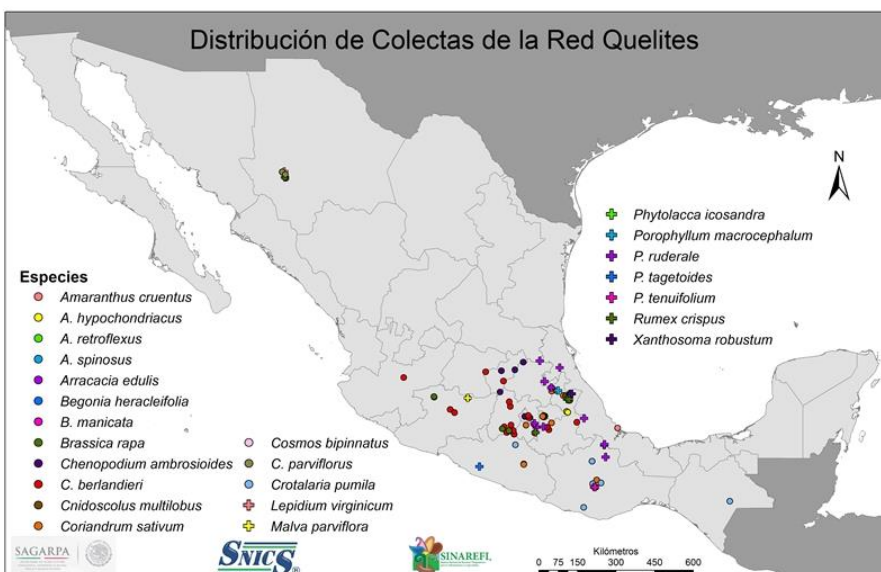 Distribución de Colectas de la Red Quelites
N
Phytolacca icosandra
Porophyllum macrocephalum
P. ruderale
P. tagetoides
P. tenuifolium
Rumex crispus
Xanthosoma robustum
Especies
Amaranthus cruentus
A. hypochondriacus
A. retroflexus
A. spinosus
Arracacia edulis
Begonia heracleifolia
B. manicata
Brassica rapa
Chenopodium ambrosioides
C. berlandieri
Cnidoscolus multilobus
Coriandrum sativum
Cosmos bipinnatus
C. parviflorus
Crotalaria pumila
Lepidium virginicum
Malva parviflora
SAGARPA
SNICS®
SINAREFI
Kilómetros
0 75 150 300 450 600